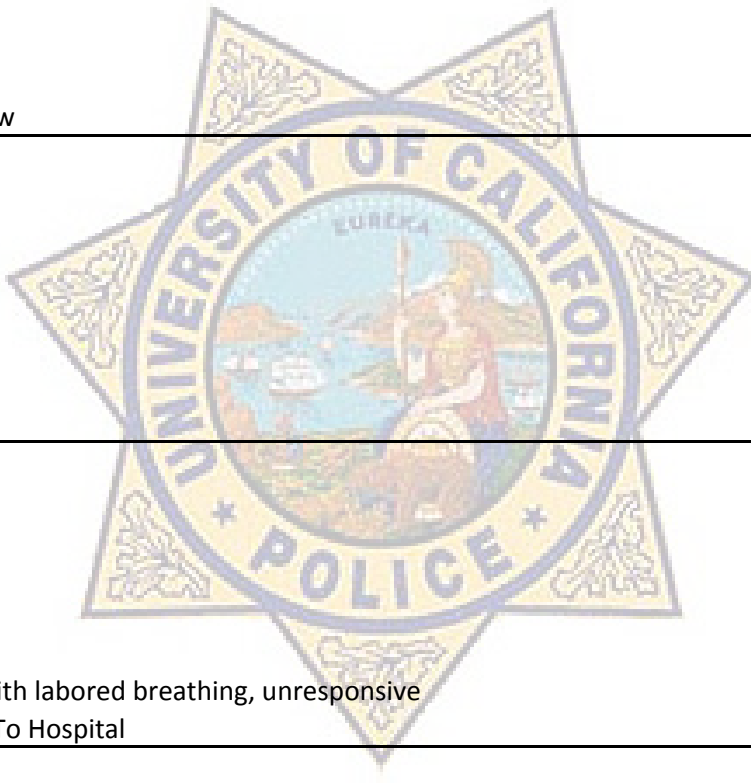 w
UNIVERSITY OF CALIFORNIA
EUREKA
POLICE
ith labored breathing, unresponsive
To Hospital